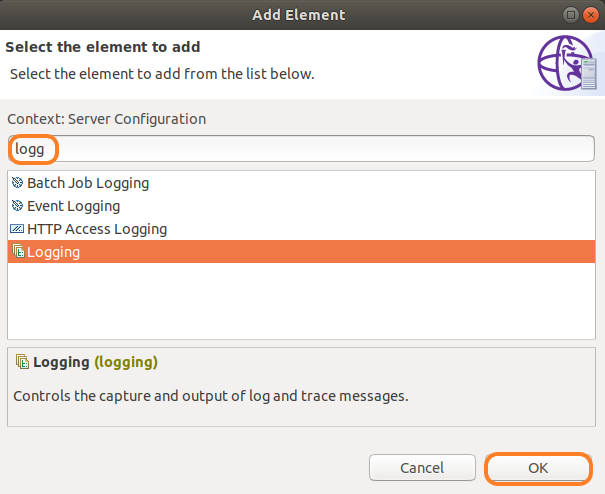 Add Element
Select the element to add
Select the element to add from the list below.
Context: Server Configuration
logg
Batch Job Logging
Event Logging
HTTP Access Logging
Logging
Logging (logging)
Controls the capture and output of log and trace messages.
Cancel OK